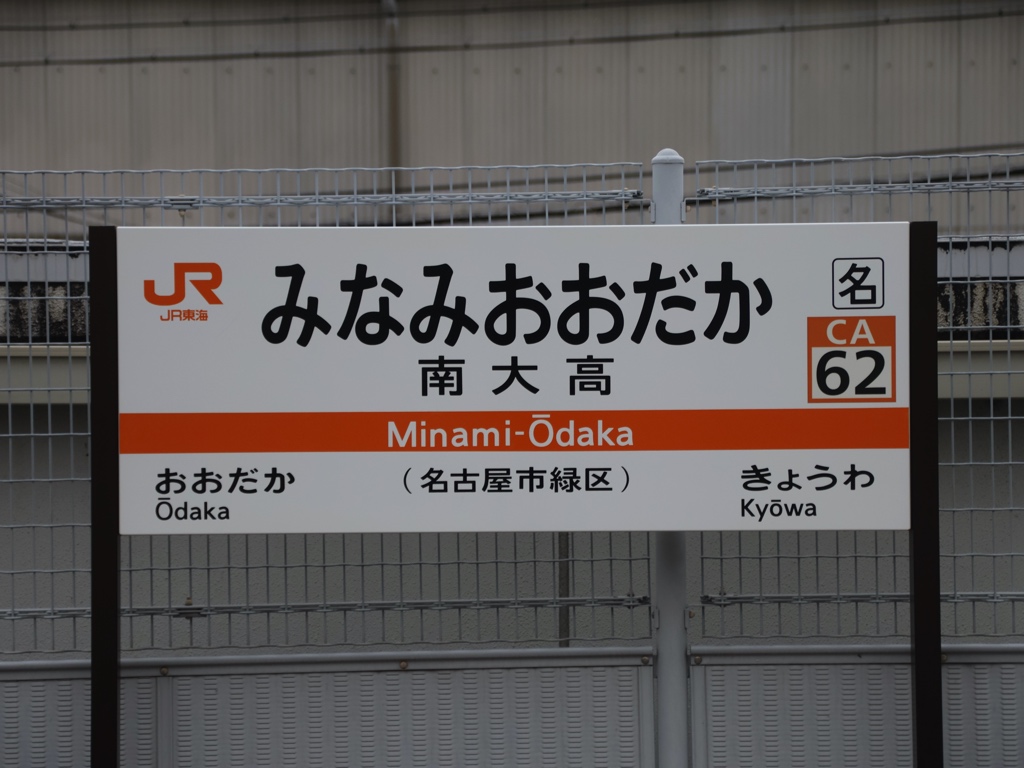 JR
JR東海
みなみおおだか
名
南大高
CA
62
Minami-Ōdaka
おおだか
(名古屋市緑区)
きょうわ
Ōdaka
Kyōwa